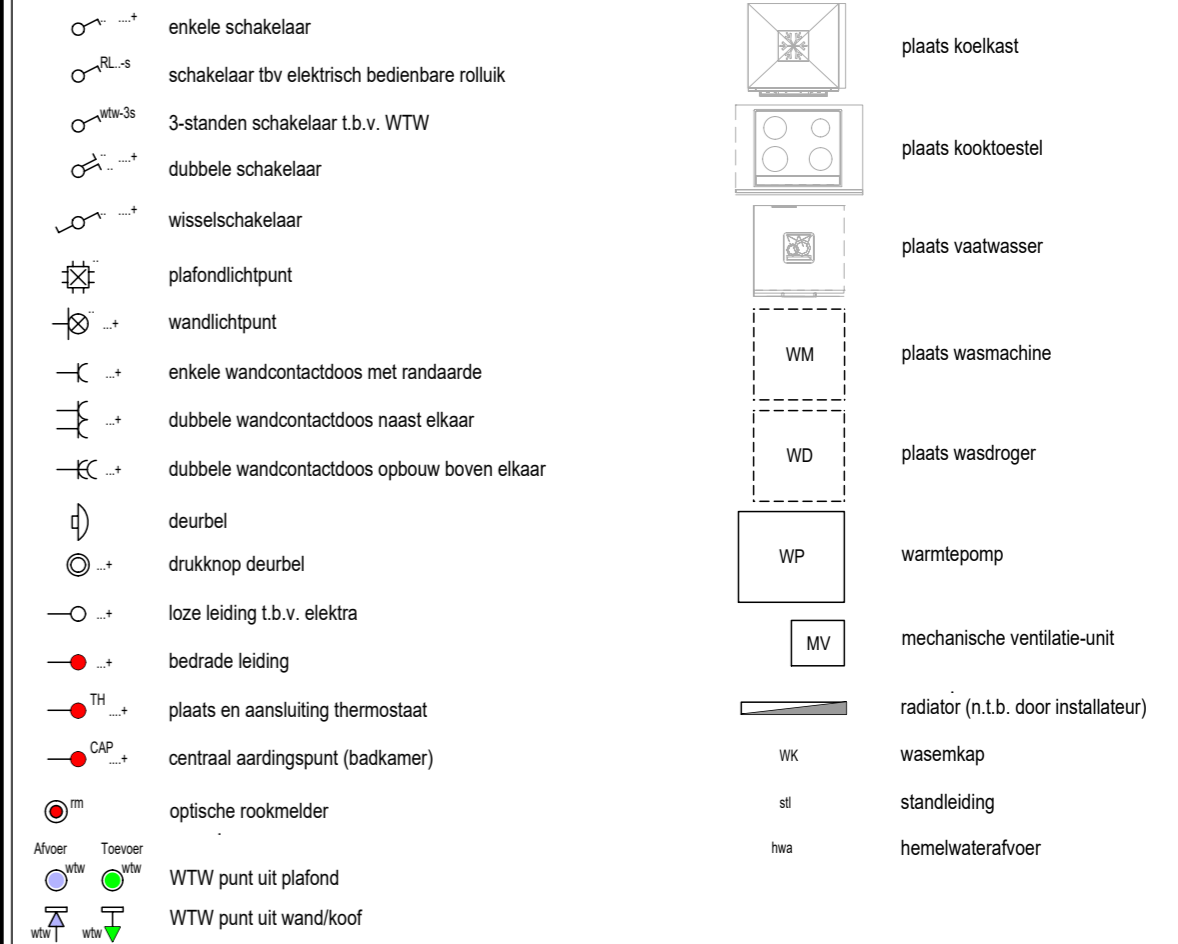 .. ....+ enkele schakelaar
RL..-s schakelaar tbv elektrisch bedienbare rolluik
wtw-3s 3-standen schakelaar t.b.v. WTW
.. ....+ .. dubbele schakelaar
.. ....+ wisselschakelaar
.. plafondlichtpunt
.. ...+ wandlichtpunt
...+ enkele wandcontactdoos met randaarde
...+ dubbele wandcontactdoos naast elkaar
...+ dubbele wandcontactdoos opbouw boven elkaar
deurbel
...+ drukknop deurbel
...+ loze leiding t.b.v. elektra
...+ bedrade leiding
TH ....+ plaats en aansluiting thermostaat
CAP ....+ centraal aardingspunt (badkamer)
rm optische rookmelder
Afvoer Toevoer
wtw wtw WTW punt uit plafond
wtw wtw WTW punt uit wand/koof
plaats koelkast
plaats kooktoestel
plaats vaatwasser
WM plaats wasmachine
WD plaats wasdroger
WP warmtepomp
MV mechanische ventilatie-unit
radiator (n.t.b. door installateur)
WK wasemkap
stl standleiding
hwa hemelwaterafvoer